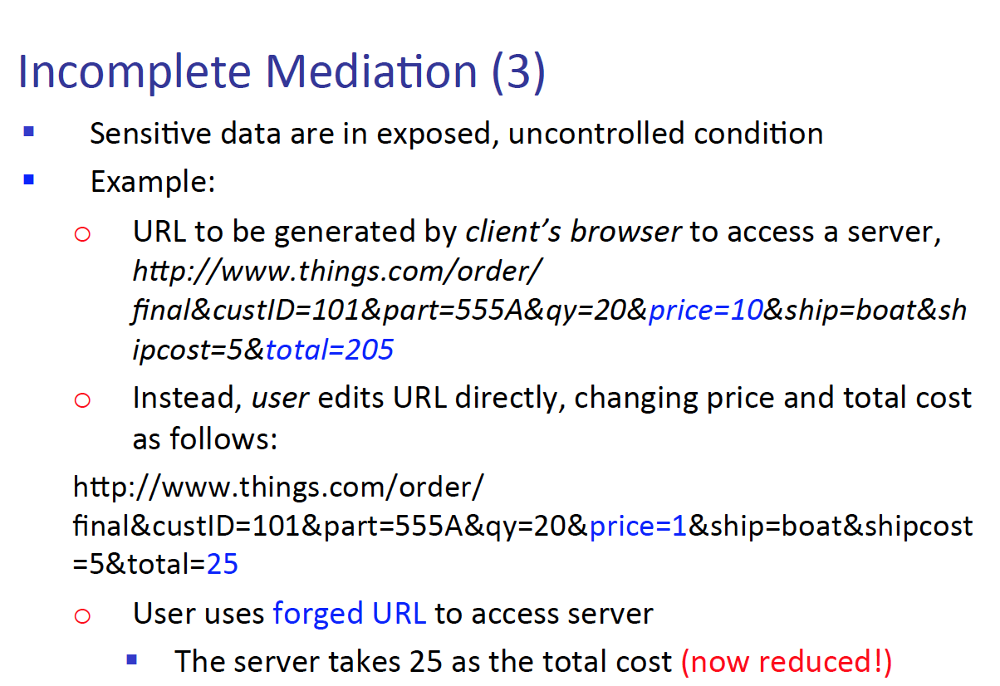 Incomplete Mediation (3)
Sensitive data are in exposed, uncontrolled condition
Example:
URL to be generated by client’s browser to access a server,
http://www.things.com/order/
final&custID=101&part=555A&qy=20&price=10&ship=boat&sh
ipcost=5&total=205
Instead, user edits URL directly, changing price and total cost
as follows:
http://www.things.com/order/
final&custID=101&part=555A&qy=20&price=1&ship=boat&shipcost
=5&total=25
User uses forged URL to access server
The server takes 25 as the total cost (now reduced!)